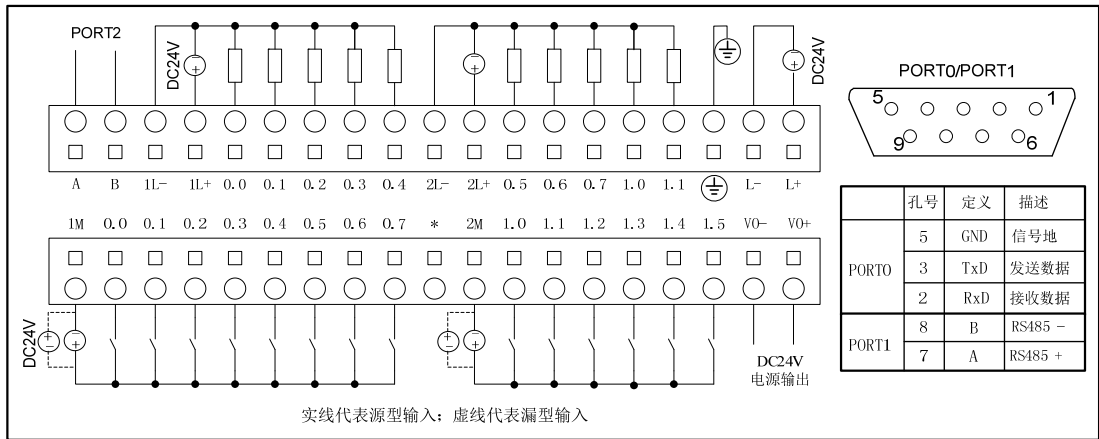 PORT2
DC24V
DC24V
PORT0/PORT1
5 1
9 6
A B 1L- 1L+ 0.0 0.1 0.2 0.3 0.4 2L- 2L+ 0.5 0.6 0.7 1.0 1.1 L- L+
1M 0.0 0.1 0.2 0.3 0.4 0.5 0.6 0.7 * 2M 1.0 1.1 1.2 1.3 1.4 1.5 VO- VO+
DC24V
DC24V
电源输出
实线代表源型输入；虚线代表漏型输入
孔号 定义 描述
PORT0
5 GND 信号地
3 TxD 发送数据
2 RxD 接收数据
PORT1
8 B RS485 -
7 A RS485 +